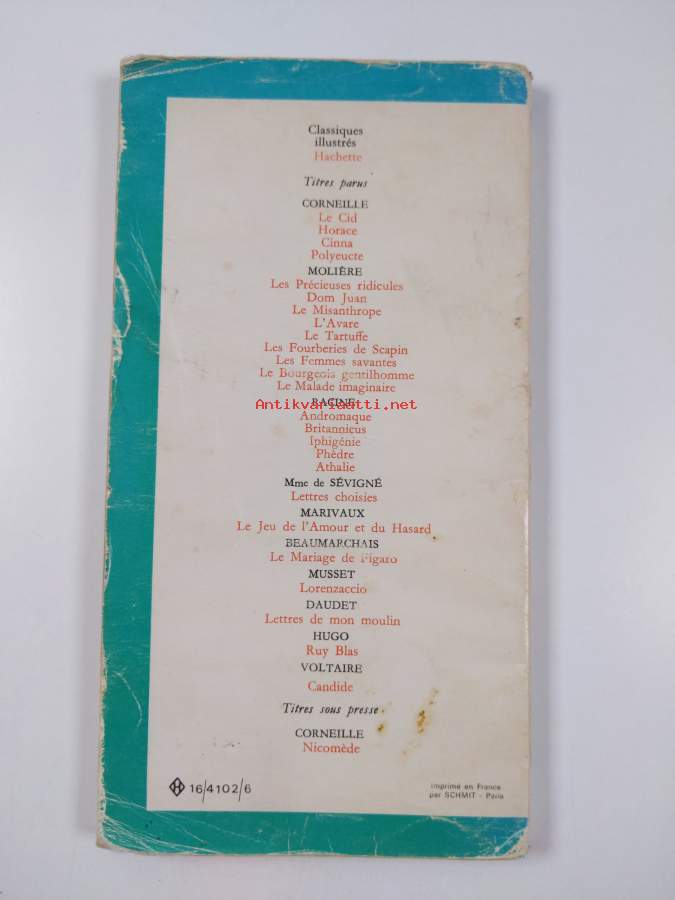 Classiques
illustrés
Hachette
Titres parus
CORNEILLE
Le Cid
Horace
Cinna
Polyeucte
MOLIÈRE
Les Précieuses ridicules
Dom Juan
Le Misanthrope
L'Avare
Le Tartuffe
Les Fourberies de Scapin
Les Femmes savantes
Le Bourgeois gentilhomme
Le Malade imaginaire
RACINE
Antikvariaatti.net
Andromaque
Britannicus
Iphigénie
Phèdre
Athalie
Mme de SÉVIGNÉ
Lettres choisies
MARIVAUX
Le Jeu de l'Amour et du Hasard
BEAUMARCHAIS
Le Mariage de Figaro
MUSSET
Lorenzaccio
DAUDET
Lettres de mon moulin
HUGO
Ruy Blas
VOLTAIRE
Candide
Titres sous presse
CORNEILLE
Nicomède
H 16/4102/6
imprimé en France
par SCHMIT - Paris